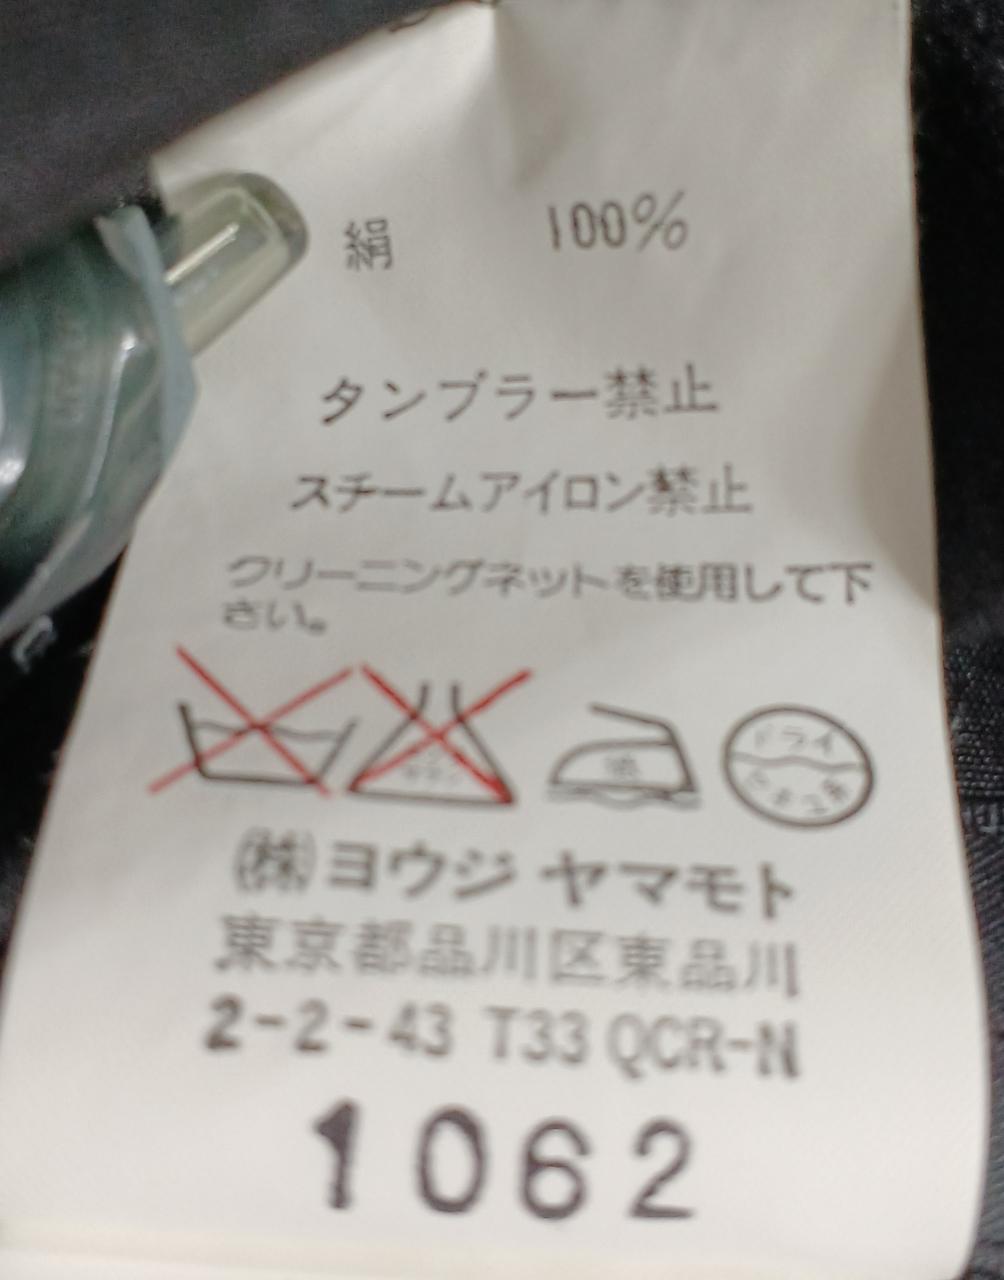 絹 100%
タンブラー禁止
スチームアイロン禁止
クリーニングネットを使用して下
さい。
ドライ
㈱ヨウジ ヤマモト
東京都品川区東品川
2-2-43 T33 QCR-N
1062